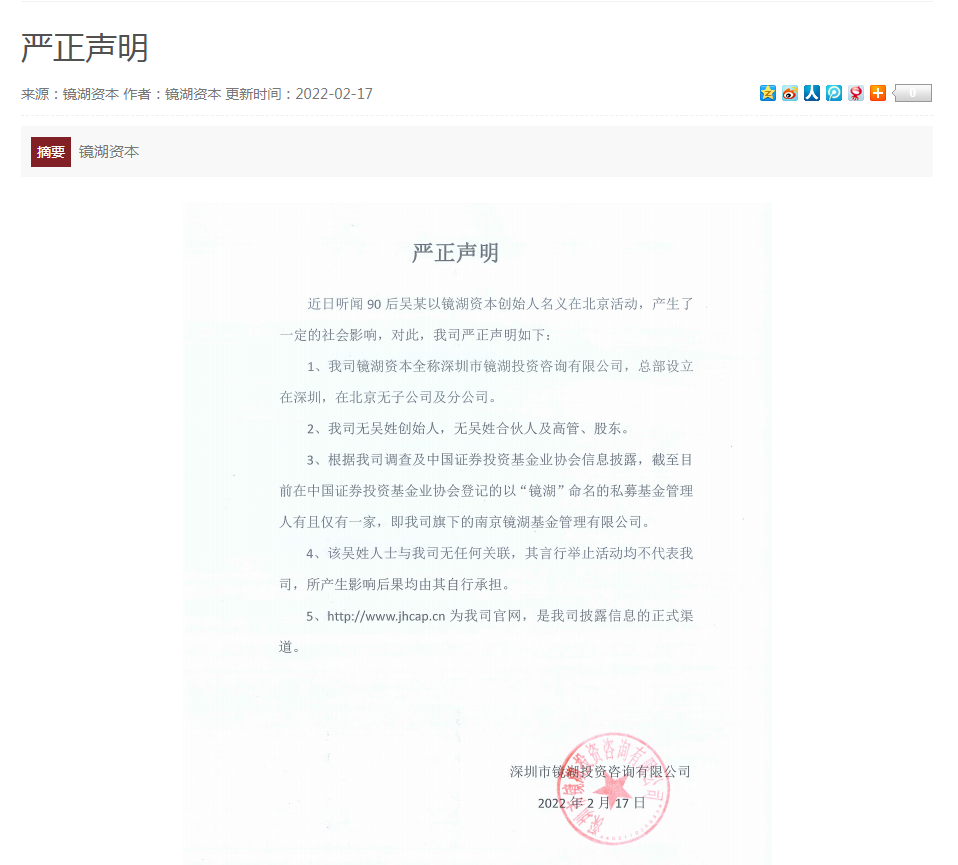 严正声明
来源：镜湖资本 作者：镜湖资本 更新时间：2022-02-17
0
摘要 镜湖资本
严正声明
近日听闻 90 后吴某以镜湖资本创始人名义在北京活动，产生了
一定的社会影响，对此，我司严正声明如下：
1、我司镜湖资本全称深圳市镜湖投资咨询有限公司，总部设立
在深圳，在北京无子公司及分公司。
2、我司无吴姓创始人，无吴姓合伙人及高管、股东。
3、根据我司调查及中国证券投资基金业协会信息披露，截至目
前在中国证券投资基金业协会登记的以“镜湖”命名的私募基金管理
人有且仅有一家，即我司旗下的南京镜湖基金管理有限公司。
4、该吴姓人士与我司无任何关联，其言行举止活动均不代表我
司，所产生影响后果均由其自行承担。
5、http://www.jhcap.cn 为我司官网，是我司披露信息的正式渠
道。
深圳市镜湖投资咨询有限公司
2022 年 2 月 17 日
深圳市镜湖投资咨询有限公司